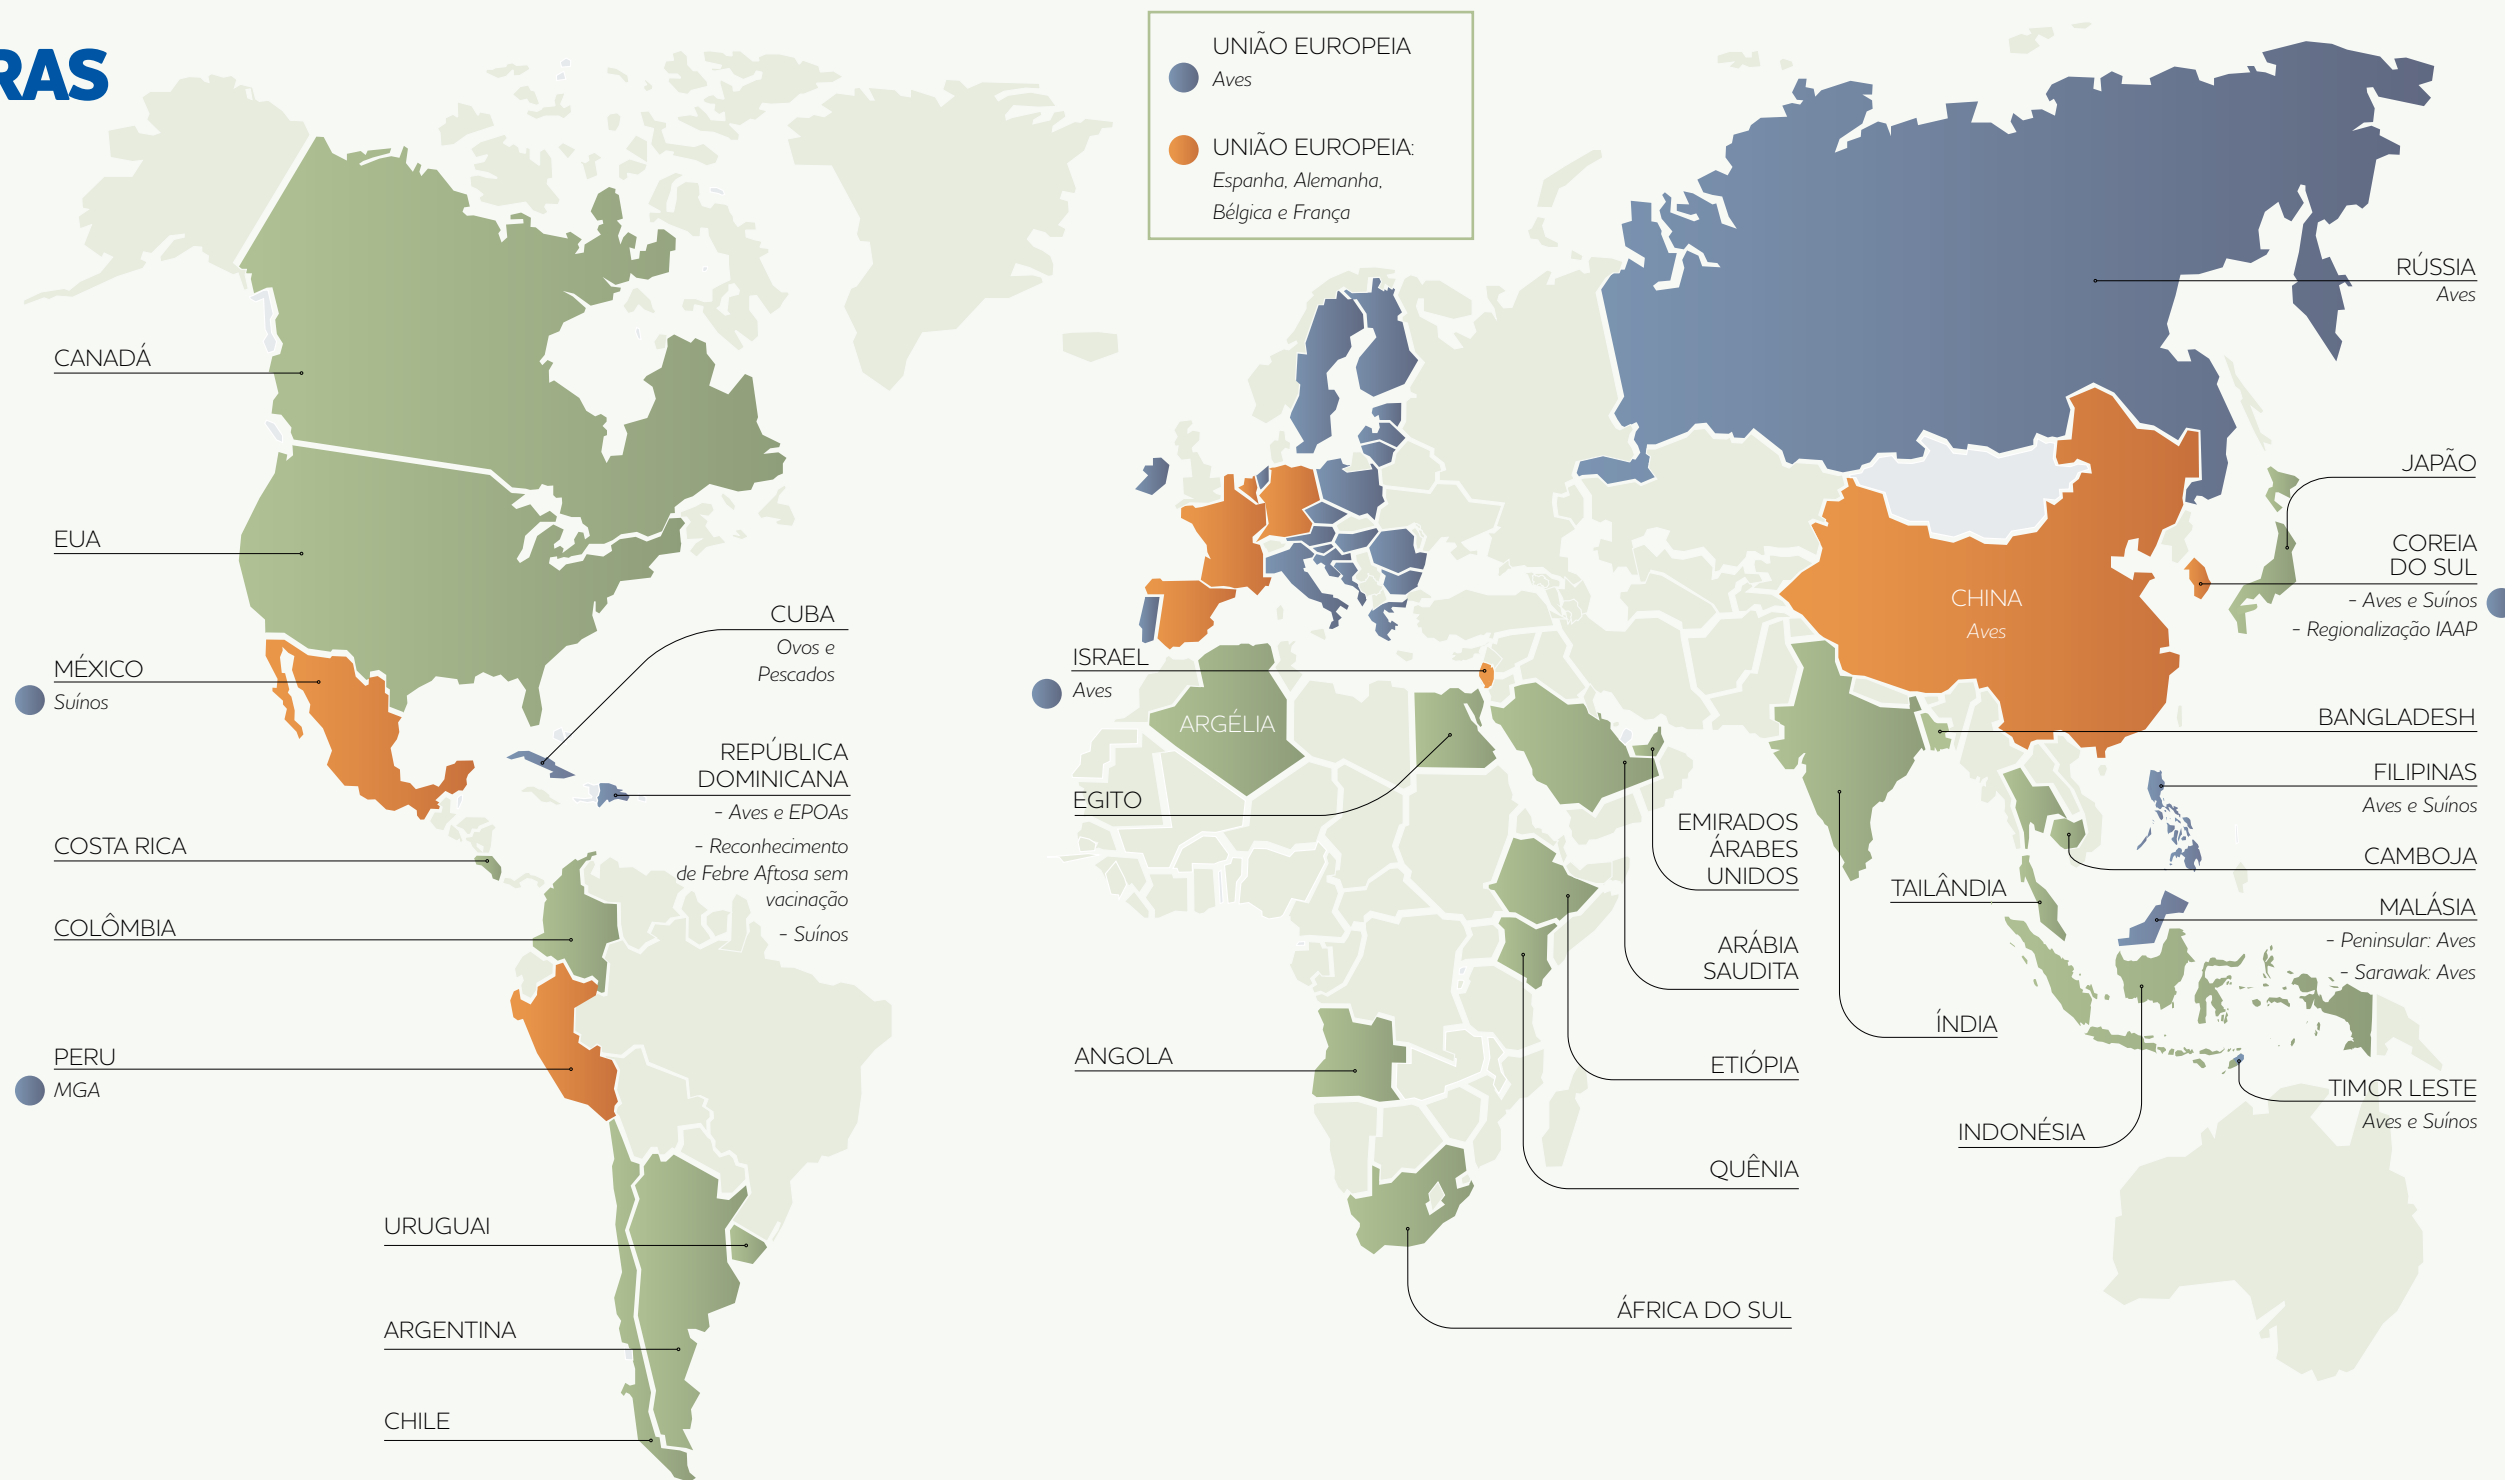 RAS
UNIÃO EUROPEIA
Aves
UNIÃO EUROPEIA:
Espanha, Alemanha,
Bélgica e França
CANADÁ
EUA
MÉXICO
Suínos
COSTA RICA
COLÔMBIA
PERU
MGA
CUBA
Ovos e
Pescados
REPÚBLICA
DOMINICANA
- Aves e EPOAs
- Reconhecimento
de Febre Aftosa sem
vacinação
- Suínos
URUGUAI
ARGENTINA
CHILE
ISRAEL
Aves
ARGÉLIA
EGITO
ANGOLA
EMIRADOS
ÁRABES
UNIDOS
ARÁBIA
SAUDITA
ETIÓPIA
QUÊNIA
ÁFRICA DO SUL
CHINA
Aves
TAILÂNDIA
ÍNDIA
INDONÉSIA
RÚSSIA
Aves
JAPÃO
COREIA
DO SUL
- Aves e Suínos
- Regionalização IAAP
BANGLADESH
FILIPINAS
Aves e Suínos
CAMBOJA
MALÁSIA
- Peninsular: Aves
- Sarawak: Aves
TIMOR LESTE
Aves e Suínos